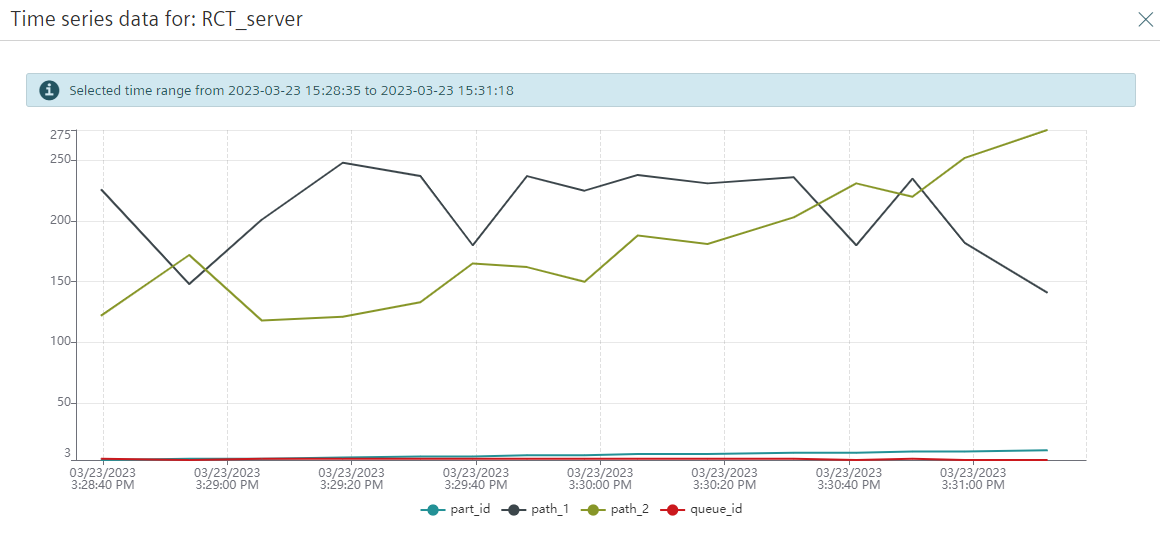 Time series data for: RCT_server
Selected time range from 2023-03-23 15:28:35 to 2023-03-23 15:31:18
275
250
200
150
100
50
3
03/23/2023 03/23/2023 03/23/2023 03/23/2023 03/23/2023 03/23/2023 03/23/2023 03/23/2023
3:28:40 PM 3:29:00 PM 3:29:20 PM 3:29:40 PM 3:30:00 PM 3:30:20 PM 3:30:40 PM 3:31:00 PM
part_id path_1 path_2 queue_id